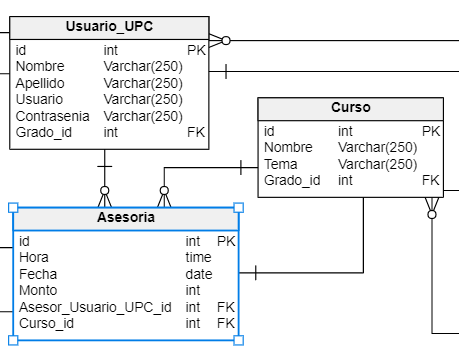 Usuario_UPC
id int PK
Nombre Varchar(250)
Apellido Varchar(250)
Usuario Varchar(250)
Contrasenia Varchar(250)
Grado_id int FK
Curso
id int PK
Nombre Varchar(250)
Tema Varchar(250)
Grado_id int FK
Asesoria
id int PK
Hora time
Fecha date
Monto int
Asesor_Usuario_UPC_id int FK
Curso_id int FK